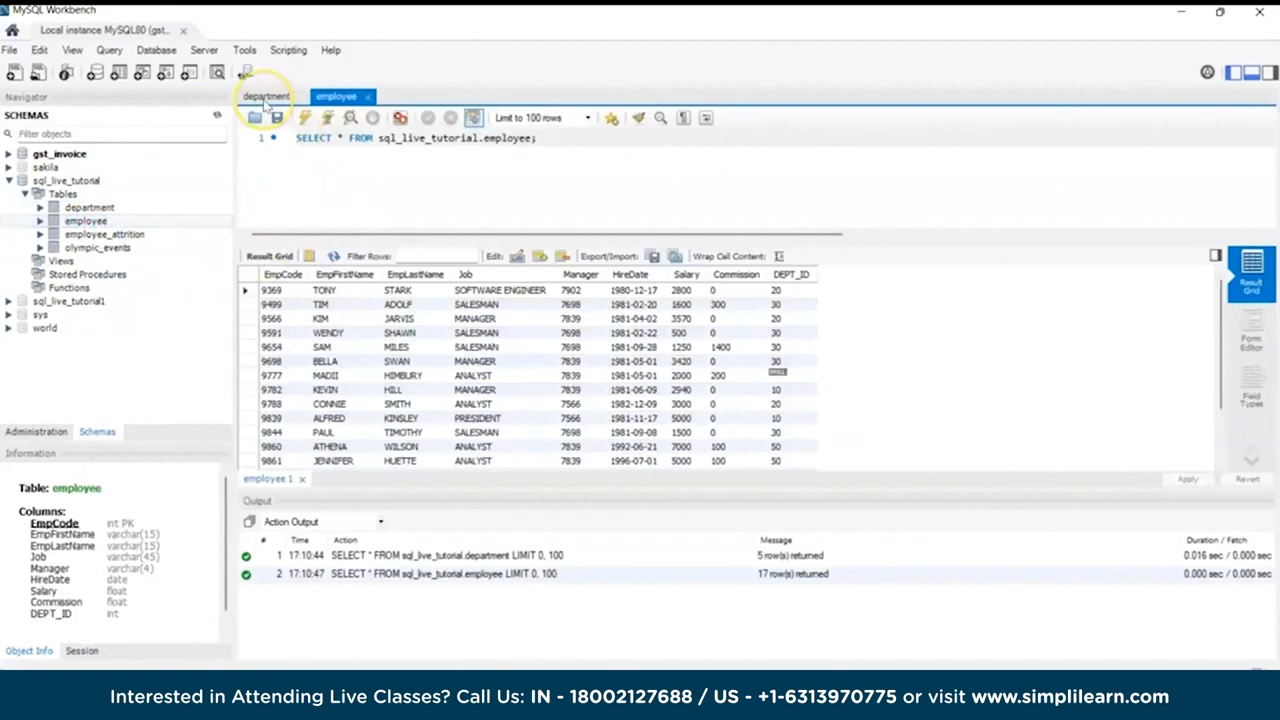 MySQL Workbench
Local instance MySQL80 (gst_...
File Edit View Query Database Server Tools Scripting Help
Navigator
SCHEMAS
Filter objects
gst_invoice
sakila
sql_live_tutorial
Tables
department
employee
employee_attrition
olympic_events
Views
Stored Procedures
Functions
sql_live_tutorial1
sys
world
Administration Schemas
Information
Table: employee
Columns:
EmpCode int PK
EmpFirstName varchar(15)
EmpLastName varchar(15)
Job varchar(45)
Manager varchar(4)
HireDate date
Salary float
Commission float
DEPT_ID int
Object Info Session
department employee
Limit to 100 rows
1 SELECT * FROM sql_live_tutorial.employee;
Result Grid Filter Rows: Edit: Export/Import: Wrap Cell Content:
EmpCode EmpFirstName EmpLastName Job Manager HireDate Salary Commission DEPT_ID
9369 TONY STARK SOFTWARE ENGINEER 7902 1980-12-17 2800 0 20
9499 TIM ADOLF SALESMAN 7698 1981-02-20 1600 300 30
9566 KIM JARVIS MANAGER 7839 1981-04-02 3570 0 20
9591 WENDY SHAWN SALESMAN 7698 1981-02-22 500 0 30
9654 SAM MILES SALESMAN 7698 1981-09-28 1250 1400 30
9698 BELLA SWAN MANAGER 7839 1981-05-01 3420 0 30
9777 MADII HIMBURY ANALYST 7839 1981-05-01 2000 200 NULL
9782 KEVIN HILL MANAGER 7839 1981-06-09 2940 0 10
9788 CONNIE SMITH ANALYST 7566 1982-12-09 3000 0 20
9839 ALFRED KINSLEY PRESIDENT 7566 1981-11-17 5000 0 10
9844 PAUL TIMOTHY SALESMAN 7698 1981-09-08 1500 0 30
9860 ATHENA WILSON ANALYST 7839 1992-06-21 7000 100 50
9861 JENNIFER HUETTE ANALYST 7839 1996-07-01 5000 100 50
Result Grid
Form Editor
Field Types
employee 1 Apply Revert
Output
Action Output
# Time Action Message Duration / Fetch
1 17:10:44 SELECT * FROM sql_live_tutorial.department LIMIT 0, 100 5 row(s) returned 0.016 sec / 0.000 sec
2 17:10:47 SELECT * FROM sql_live_tutorial.employee LIMIT 0, 100 17 row(s) returned 0.000 sec / 0.000 sec
Interested in Attending Live Classes? Call Us: IN - 18002127688 / US - +1-6313970775 or visit www.simplilearn.com